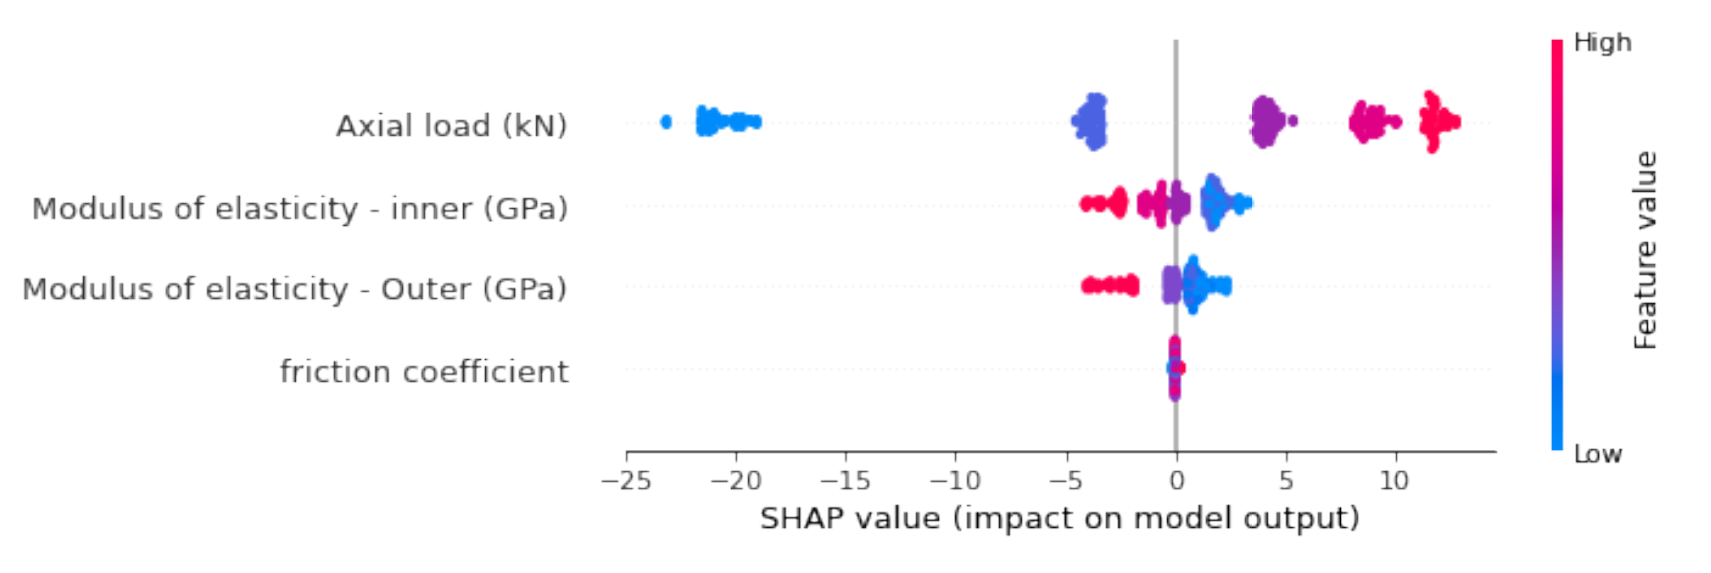 High
Axial load (kN)
Modulus of elasticity - inner (GPa)
Modulus of elasticity - Outer (GPa)
friction coefficient
Feature value
Low
−25 −20 −15 −10 −5 0 5 10
SHAP value (impact on model output)